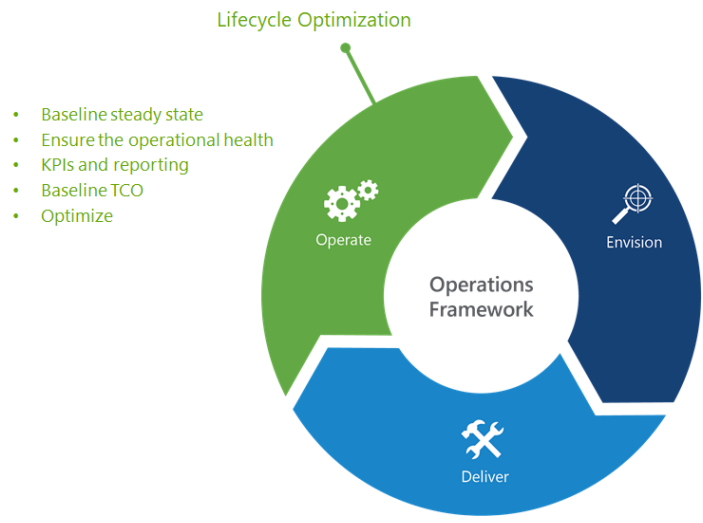 Lifecycle Optimization
• Baseline steady state
• Ensure the operational health
• KPIs and reporting
• Baseline TCO
• Optimize
Operate
Envision
Operations
Framework
Deliver